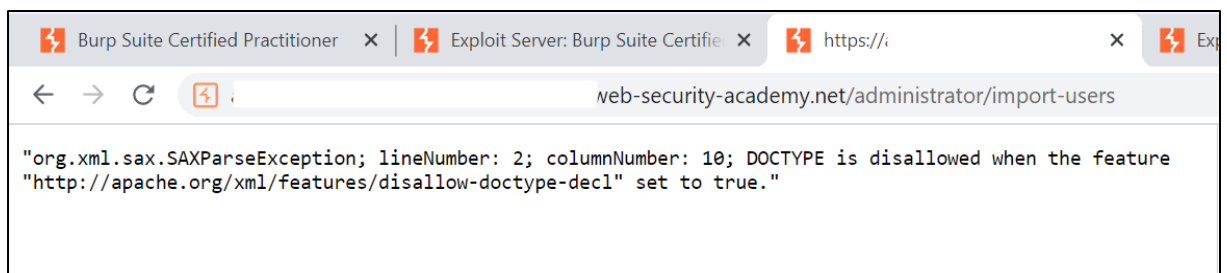 Burp Suite Certified Practitioner
Exploit Server: Burp Suite Certifie
https://
Exp
web-security-academy.net/administrator/import-users
"org.xml.sax.SAXParseException; lineNumber: 2; columnNumber: 10; DOCTYPE is disallowed when the feature
"http://apache.org/xml/features/disallow-doctype-decl" set to true."